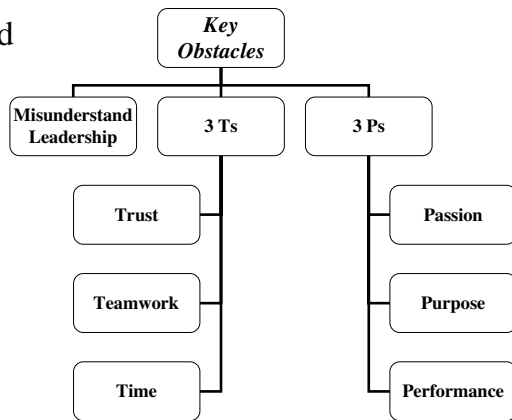 d
Key
Obstacles
Misunderstand
Leadership
3 Ts
3 Ps
Trust
Teamwork
Time
Passion
Purpose
Performance